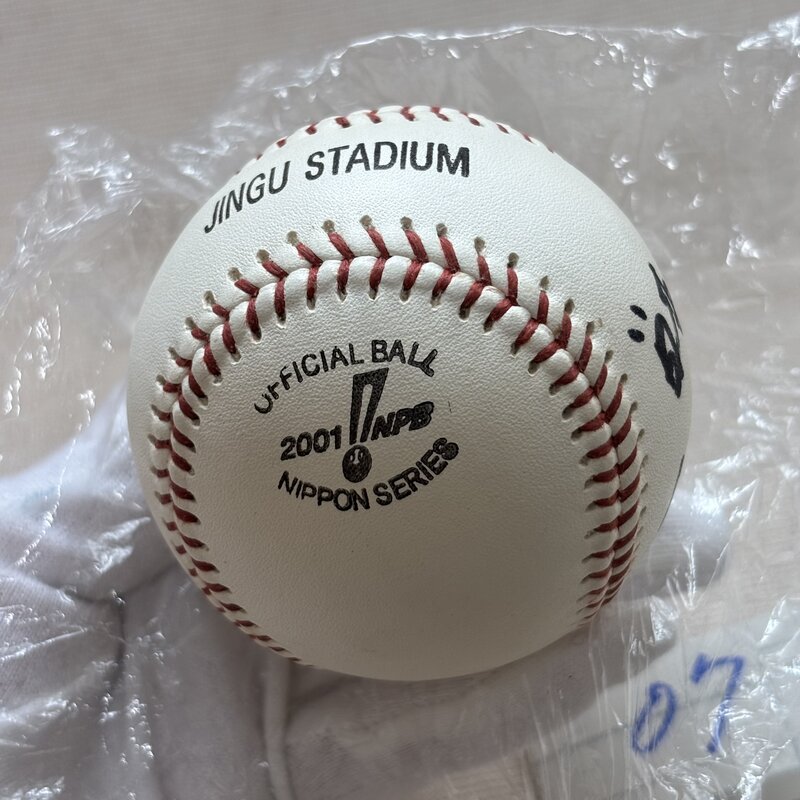 JINGU STADIUM
OFFICIAL BALL
2001 NPB
NIPPON SERIES
07